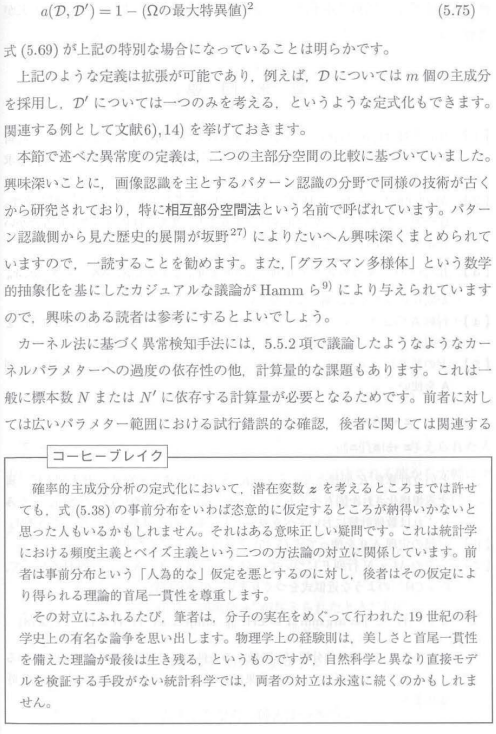 a(𝒟, 𝒟′) = 1 − (Ωの最大特異値)² (5.75)
式 (5.69) が上記の特別な場合になっていることは明らかです。
上記のような定義は拡張が可能であり，例えば，𝒟 については m 個の主成分
を採用し，𝒟′ については一つのみを考える，というような定式化もできます。
関連する例として文献6)，14) を挙げておきます。
本節で述べた異常度の定義は，二つの主部分空間の比較に基づいていました。
興味深いことに，画像認識を主とするパターン認識の分野で同様の技術が古く
から研究されており，特に相互部分空間法という名前で呼ばれています。パター
ン認識側から見た歴史的展開が坂野²⁷⁾ によりたいへん興味深くまとめられて
いますので，一読することを勧めます。また，「グラスマン多様体」という数学
的抽象化を基にしたカジュアルな議論が Hamm ら⁹⁾ により与えられています
ので，興味のある読者は参考にするとよいでしょう。
カーネル法に基づく異常検知手法には，5.5.2 項で議論したようなようなカー
ネルパラメターへの過度の依存性の他，計算量的な課題もあります。これは一
般に標本数 N または N′ に依存する計算量が必要となるためです。前者に対し
ては広いパラメター範囲における試行錯誤的な確認，後者に関しては関連する
コーヒーブレイク
確率的主成分分析の定式化において，潜在変数 z を考えるところまでは許せ
ても，式 (5.38) の事前分布をいわば恣意的に仮定するところが納得いかないと
思った人もいるかもしれません。それはある意味正しい疑問です。これは統計学
における頻度主義とベイズ主義という二つの方法論の対立に関係しています。前
者は事前分布という「人為的な」仮定を悪とするのに対し，後者はその仮定によ
り得られる理論的首尾一貫性を尊重します。
その対立にふれるたび，筆者は，分子の実在をめぐって行われた 19 世紀の科
学史上の有名な論争を思い出します。物理学上の経験則は，美しさと首尾一貫性
を備えた理論が最後は生き残る，というものですが，自然科学と異なり直接モデ
ルを検証する手段がない統計科学では，両者の対立は永遠に続くのかもしれま
せん。